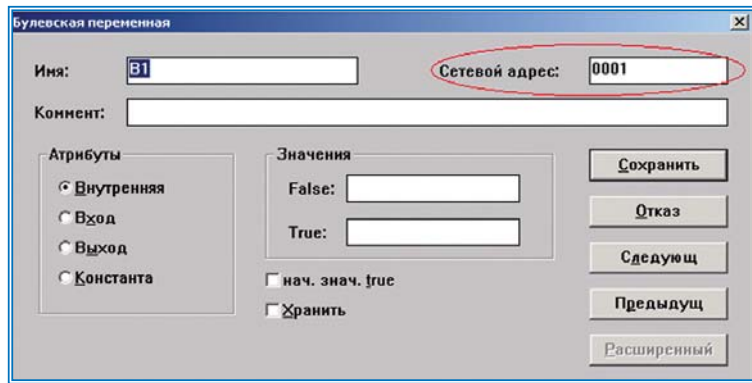 Булевская переменная
Имя: B1 Сетевой адрес: 0001
Коммент:
Атрибуты
Внутренняя
Вход
Выход
Константа
Значения
False:
True:
нач. знач. true
Хранить
Сохранить
Отказ
Следующ
Предыдущ
Расширенный